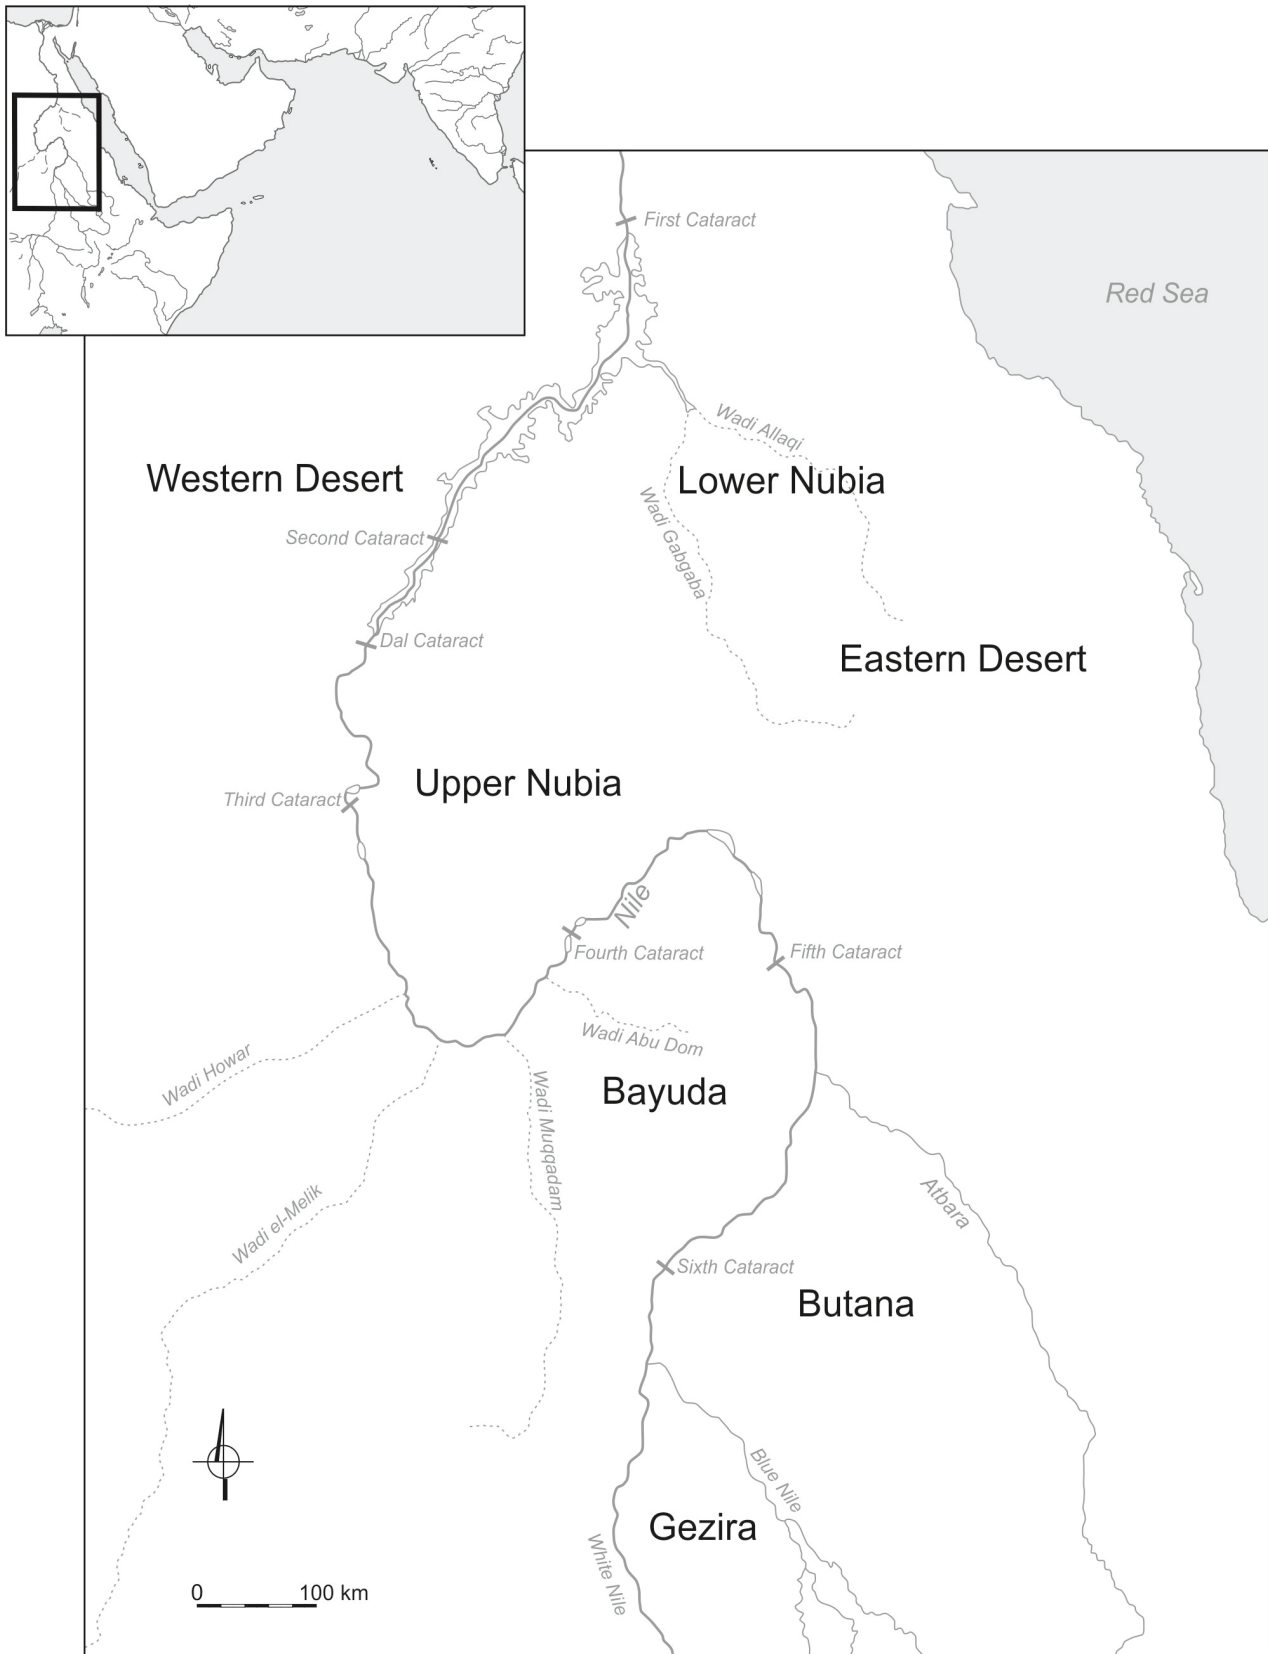 First Cataract
Red Sea
Wadi Allaqi
Western Desert
Lower Nubia
Wadi Gabgaba
Second Cataract
Dal Cataract
Eastern Desert
Upper Nubia
Third Cataract
Nile
Fourth Cataract
Fifth Cataract
Wadi Abu Dom
Wadi Howar
Bayuda
Wadi Muqqadam
Wadi el-Melik
Atbara
Sixth Cataract
Butana
Blue Nile
Gezira
White Nile
0 100 km